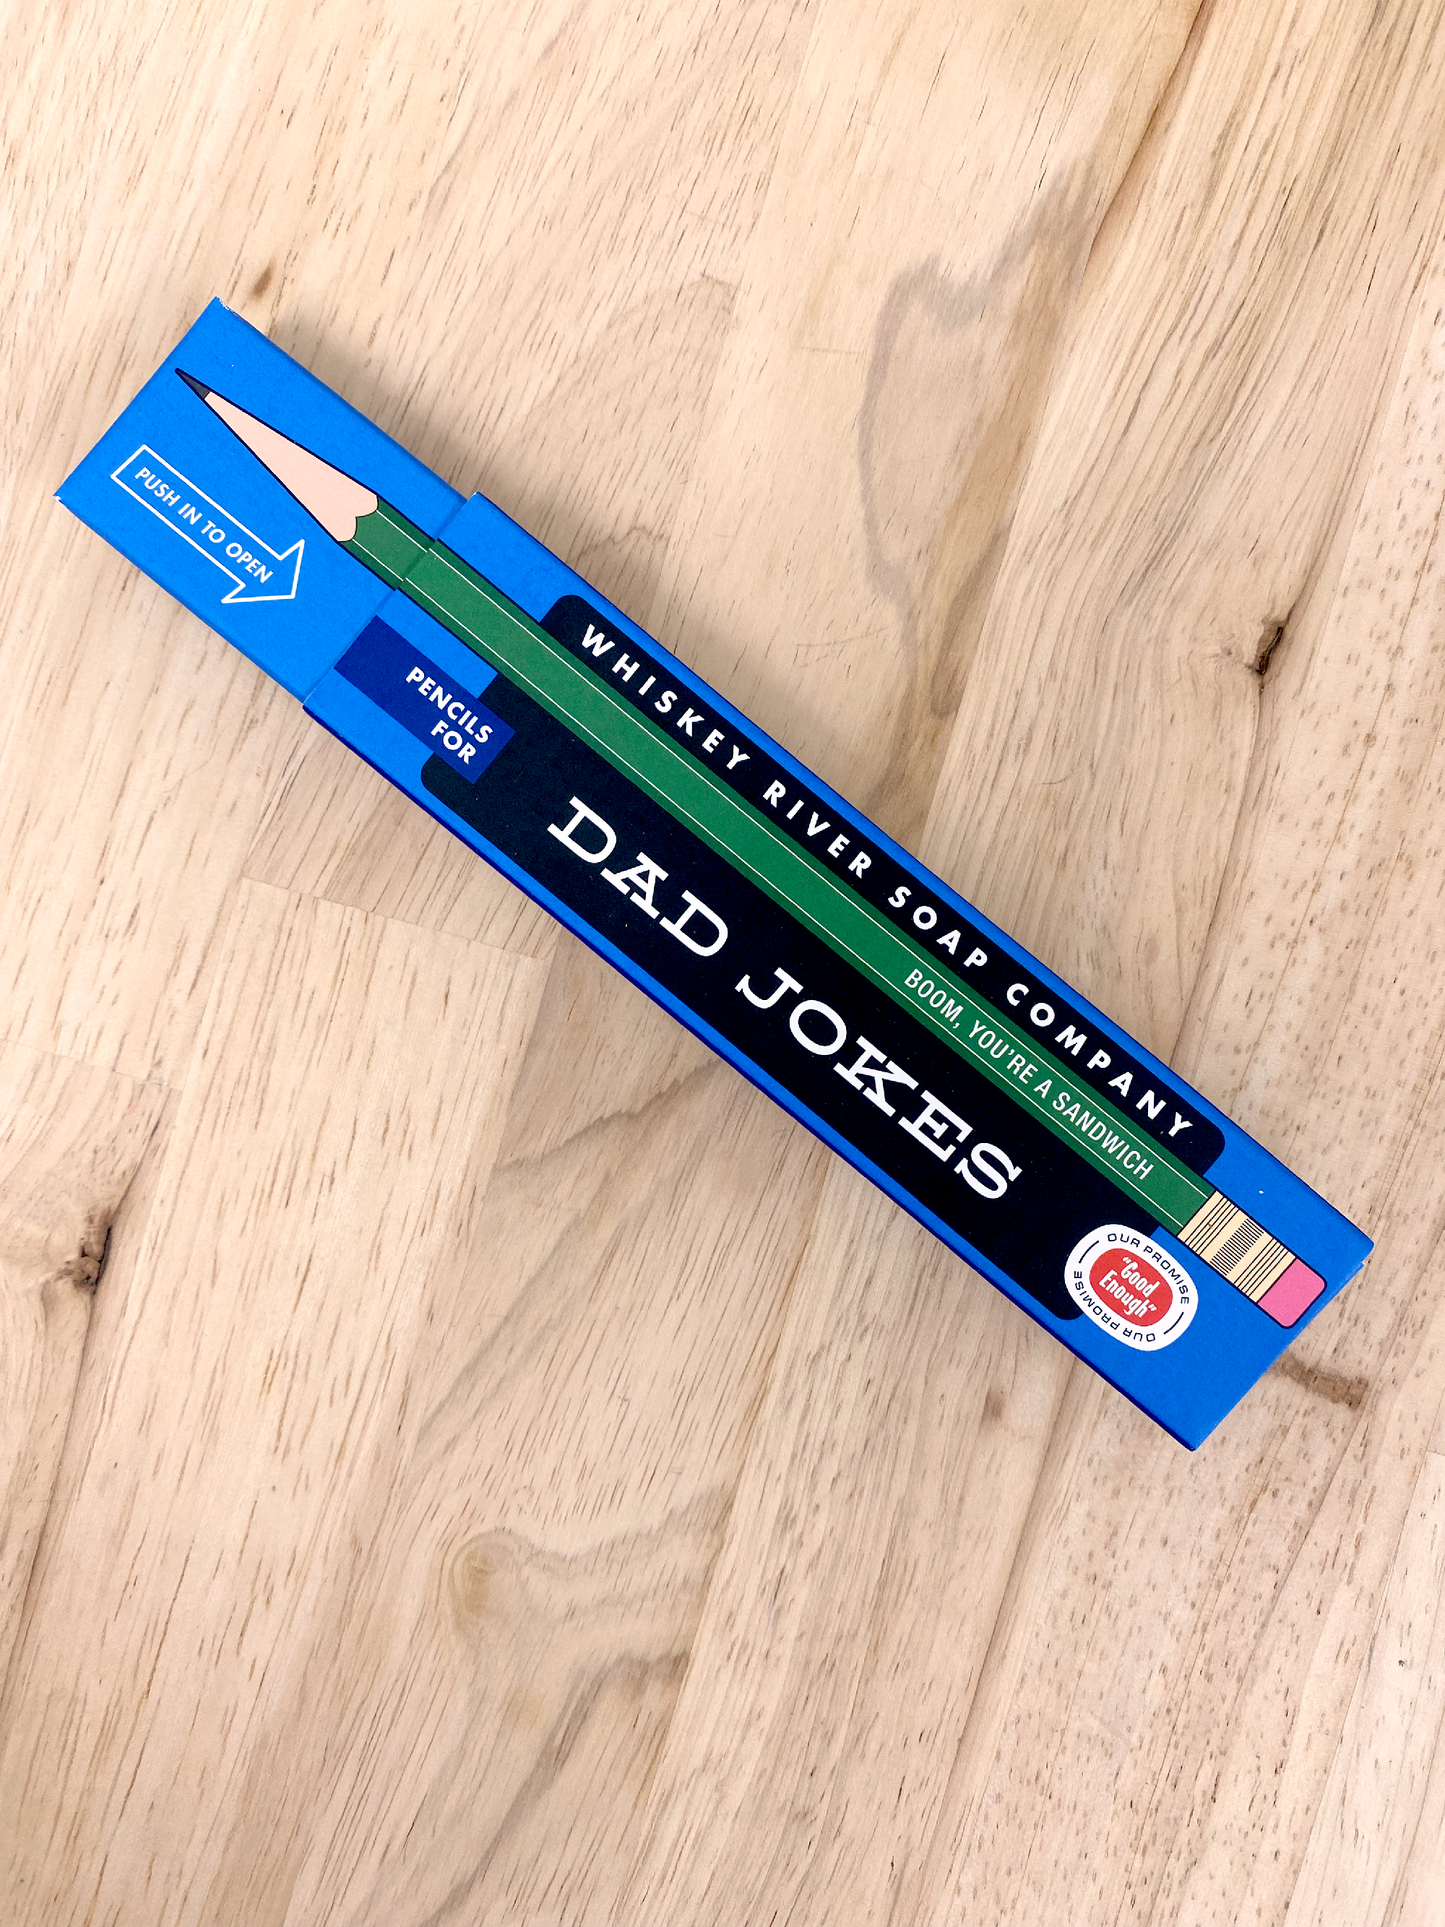 PUSH IN TO OPEN
PENCILS
FOR
WHISKEY RIVER SOAP COMPANY
BOOM, YOU'RE A SANDWICH
DAD JOKES
OUR PROMISE
"Good
Enough"
OUR PROMISE